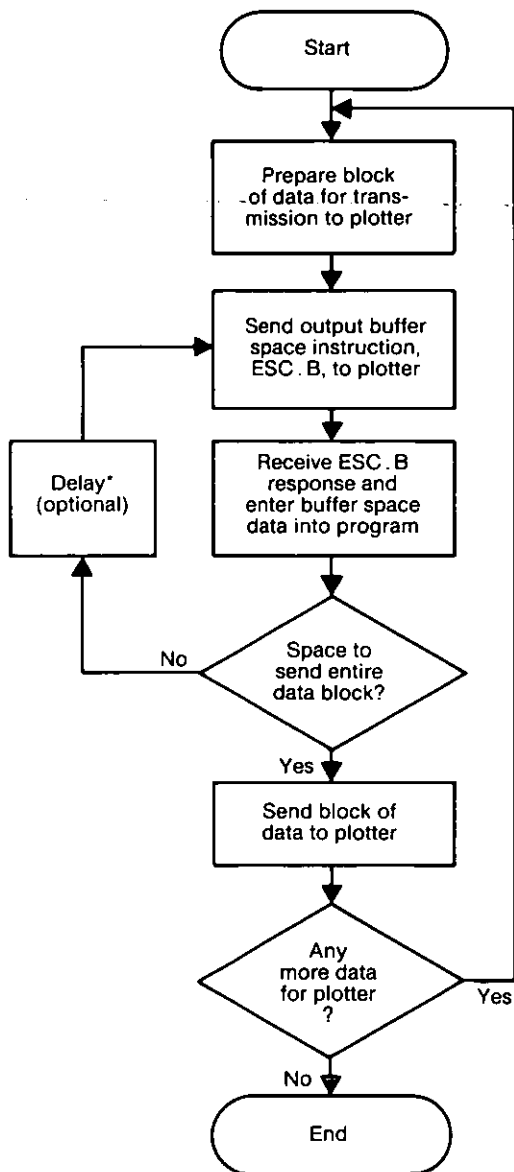 Start
Prepare block
of data for trans-
mission to plotter
Send output buffer
space instruction,
ESC.B, to plotter
Receive ESC.B
response and
enter buffer space
data into program
Delay*
(optional)
Space to
send entire
data block?
No
Yes
Send block of
data to plotter
Any
more data
for plotter
?
Yes
No
End